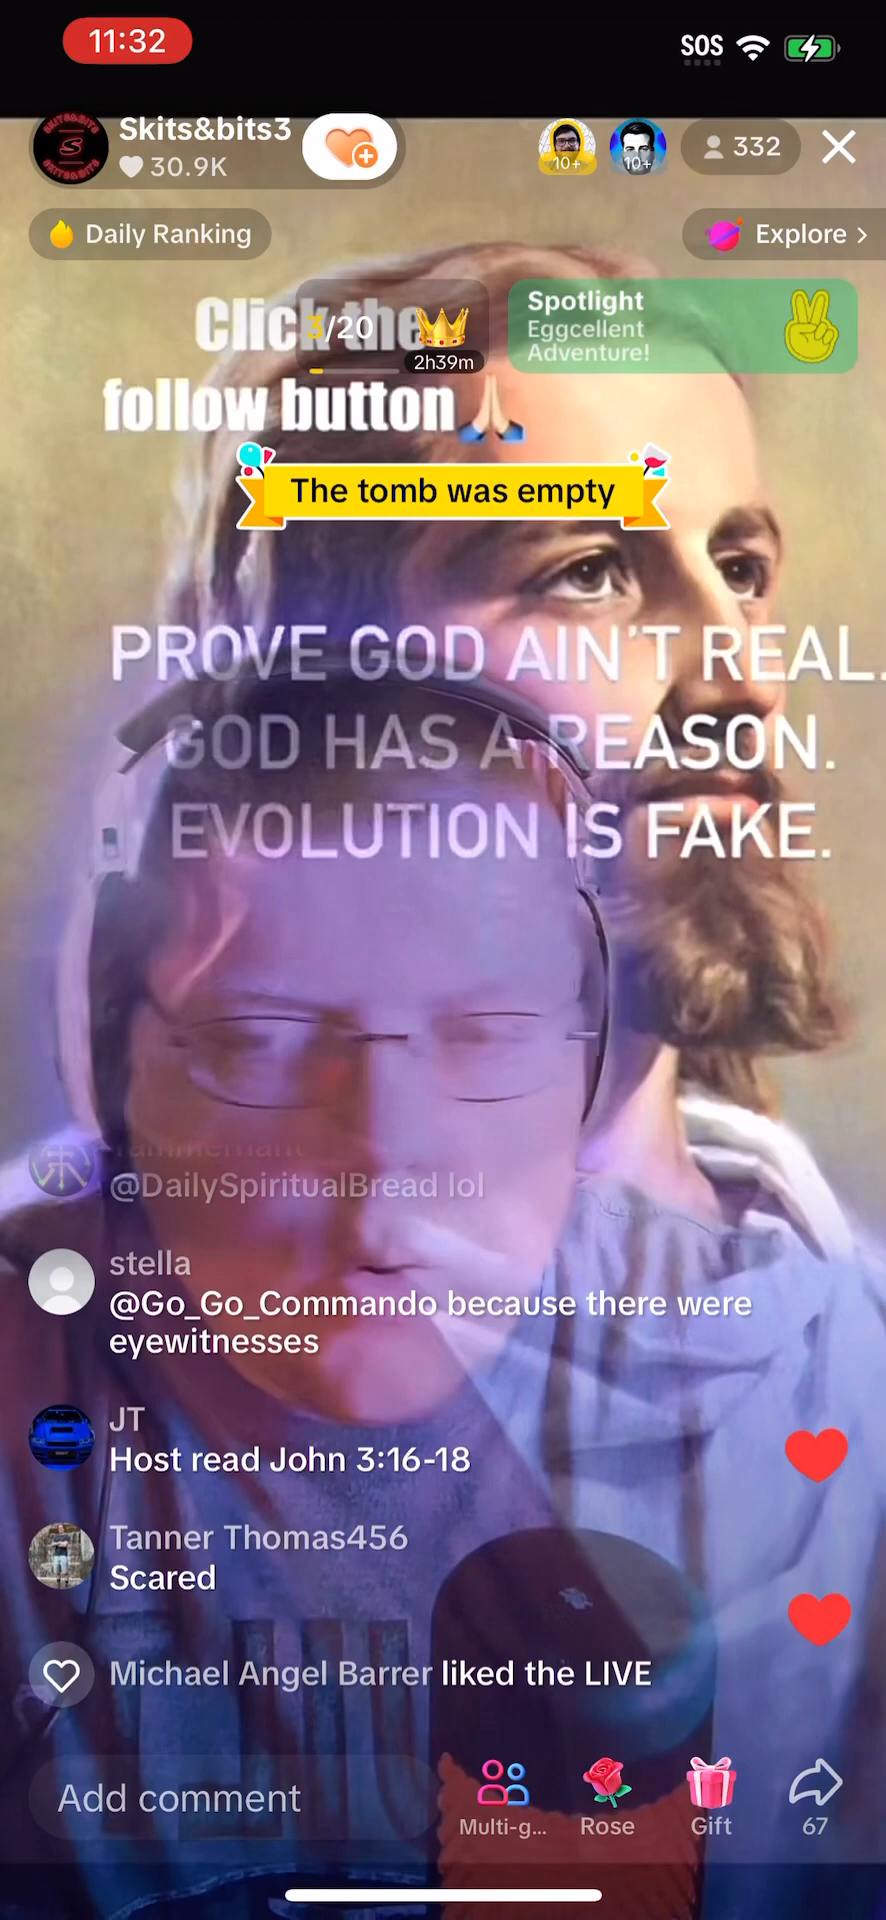 11:32
SOS
Skits&bits3
30.9K
10+
10+
332
Daily Ranking
Explore >
Click the
3/20
2h39m
Spotlight
Eggcellent
Adventure!
follow button🙏
The tomb was empty
PROVE GOD AIN'T REAL.
GOD HAS A REASON.
EVOLUTION IS FAKE.
@DailySpiritualBread lol
stella
@Go_Go_Commando because there were
eyewitnesses
JT
Host read John 3:16-18
Tanner Thomas456
Scared
Michael Angel Barrer liked the LIVE
Add comment
Multi-g...
Rose
Gift
67